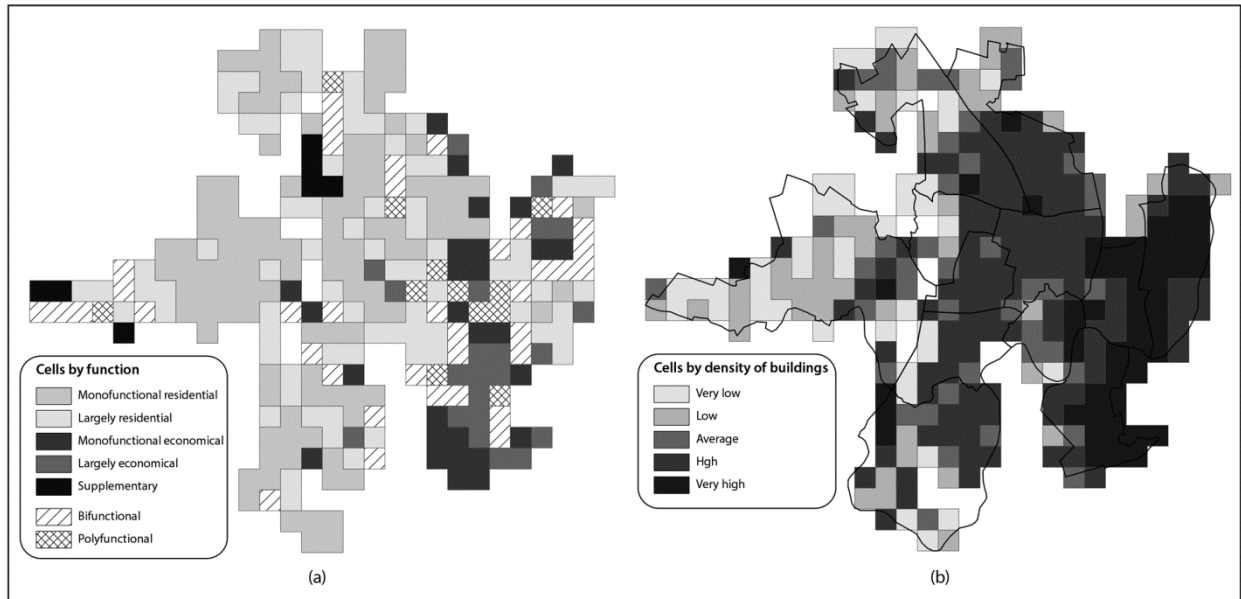 Cells by function
Monofunctional residential
Largely residential
Monofunctional economical
Largely economical
Supplementary
Bifunctional
Polyfunctional
(a)
Cells by density of buildings
Very low
Low
Average
Hgh
Very high
(b)